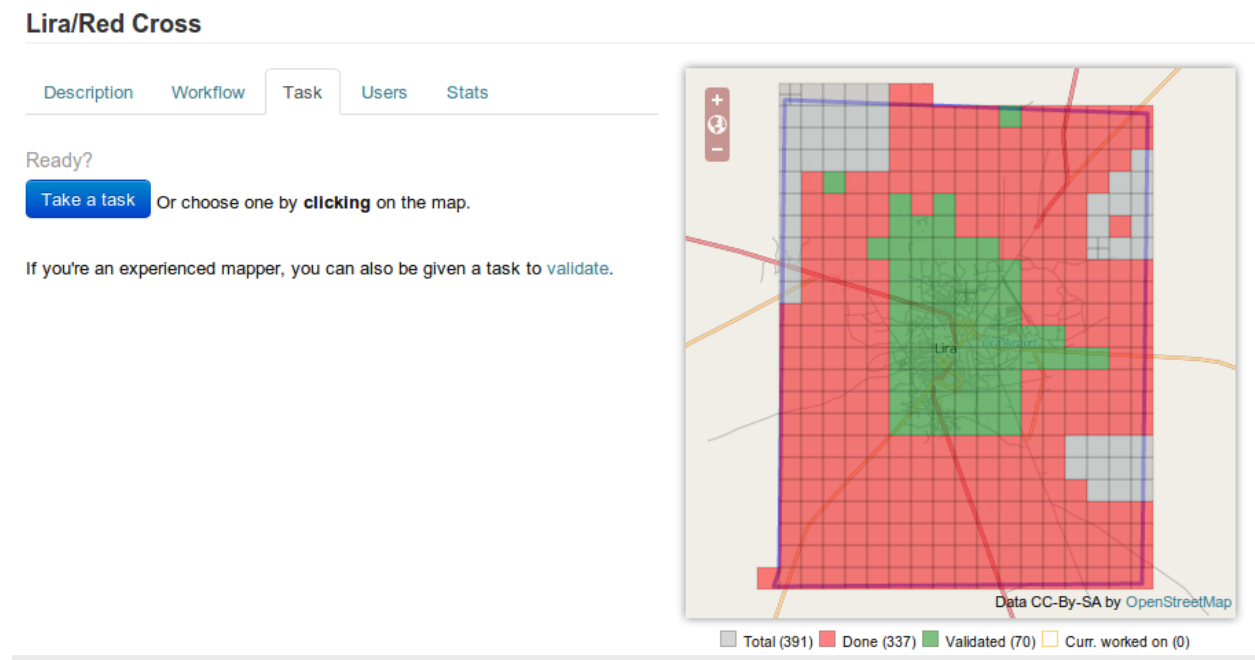 Lira/Red Cross
Description Workflow Task Users Stats
Ready?
Take a task Or choose one by clicking on the map.
If you're an experienced mapper, you can also be given a task to validate.
+
−
Lira Lira Airport
Data CC-By-SA by OpenStreetMap
Total (391) Done (337) Validated (70) Curr. worked on (0)